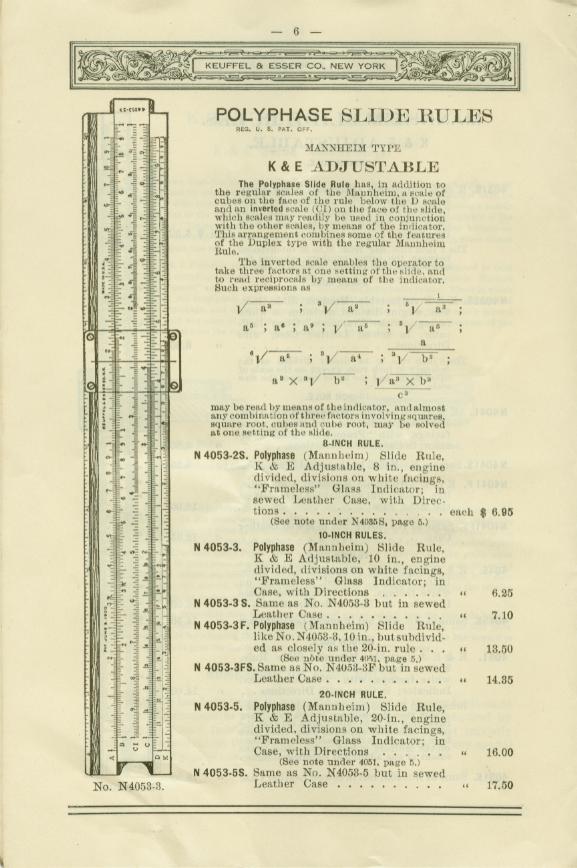 — 6 —
KEUFFEL & ESSER CO., NEW YORK
POLYPHASE SLIDE RULES
REG. U. S. PAT. OFF.
MANNHEIM TYPE
K & E ADJUSTABLE
The Polyphase Slide Rule has, in addition to
the regular scales of the Mannheim, a scale of
cubes on the face of the rule below the D scale
and an inverted scale (CI) on the face of the slide,
which scales may readily be used in conjunction
with the other scales, by means of the indicator.
This arrangement combines some of the features
of the Duplex type with the regular Mannheim
Rule.
The inverted scale enables the operator to
take three factors at one setting of the slide, and
to read reciprocals by means of the indicator.
Such expressions as
may be read by means of the indicator, and almost
any combination of three factors involving squares,
square root, cubes and cube root, may be solved
at one setting of the slide.
8-INCH RULE.
N 4053-2S. Polyphase (Mannheim) Slide Rule,
K & E Adjustable, 8 in., engine
divided, divisions on white facings,
"Frameless" Glass Indicator; in
sewed Leather Case, with Direc-
tions . . . . . . . . . . . . . each $ 6.95
(See note under N4035S, page 5.)
10-INCH RULES.
N 4053-3. Polyphase (Mannheim) Slide Rule,
K & E Adjustable, 10 in., engine
divided, divisions on white facings,
"Frameless" Glass Indicator; in
Case, with Directions . . . . . . " 6.25
N 4053-3 S. Same as No. N4053-3 but in sewed
Leather Case . . . . . . . . . . " 7.10
N 4053-3 F. Polyphase (Mannheim) Slide Rule,
like No. N4053-3, 10 in., but subdivid-
ed as closely as the 20-in. rule . . . " 13.50
(See note under 4051, page 5.)
N 4053-3FS. Same as No. N4053-3F but in sewed
Leather Case . . . . . . . . . . " 14.35
20-INCH RULE.
N 4053-5. Polyphase (Mannheim) Slide Rule,
K & E Adjustable, 20-in., engine
divided, divisions on white facings,
"Frameless" Glass Indicator; in
Case, with Directions . . . . . . " 16.00
(See note under 4051, page 5.)
N 4053-5S. Same as No. N4053-5 but in sewed
Leather Case . . . . . . . . . . " 17.50
No. N4053-3.